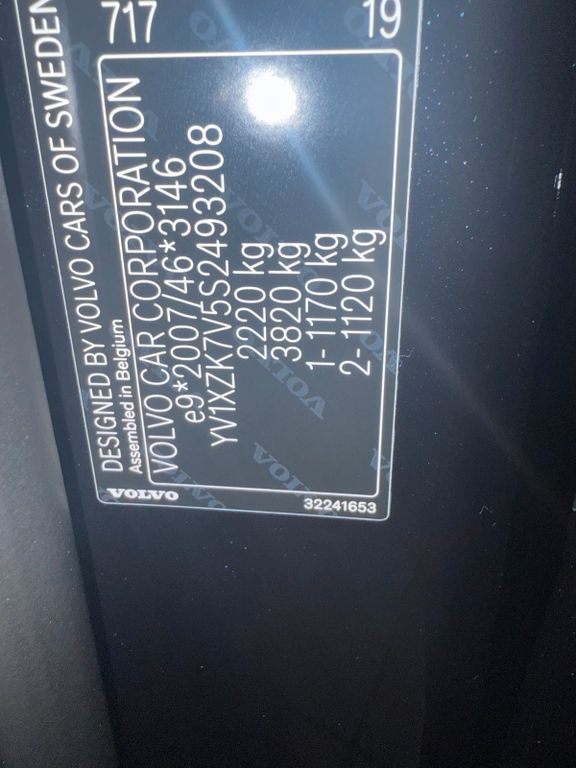 717
19
DESIGNED BY VOLVO CARS OF SWEDEN
Assembled in Belgium
VOLVO CAR CORPORATION
e9*2007/46*3146
YV1XZK7V5S2493208
2220 kg
3820 kg
1- 1170 kg
2- 1120 kg
VOLVO
32241653